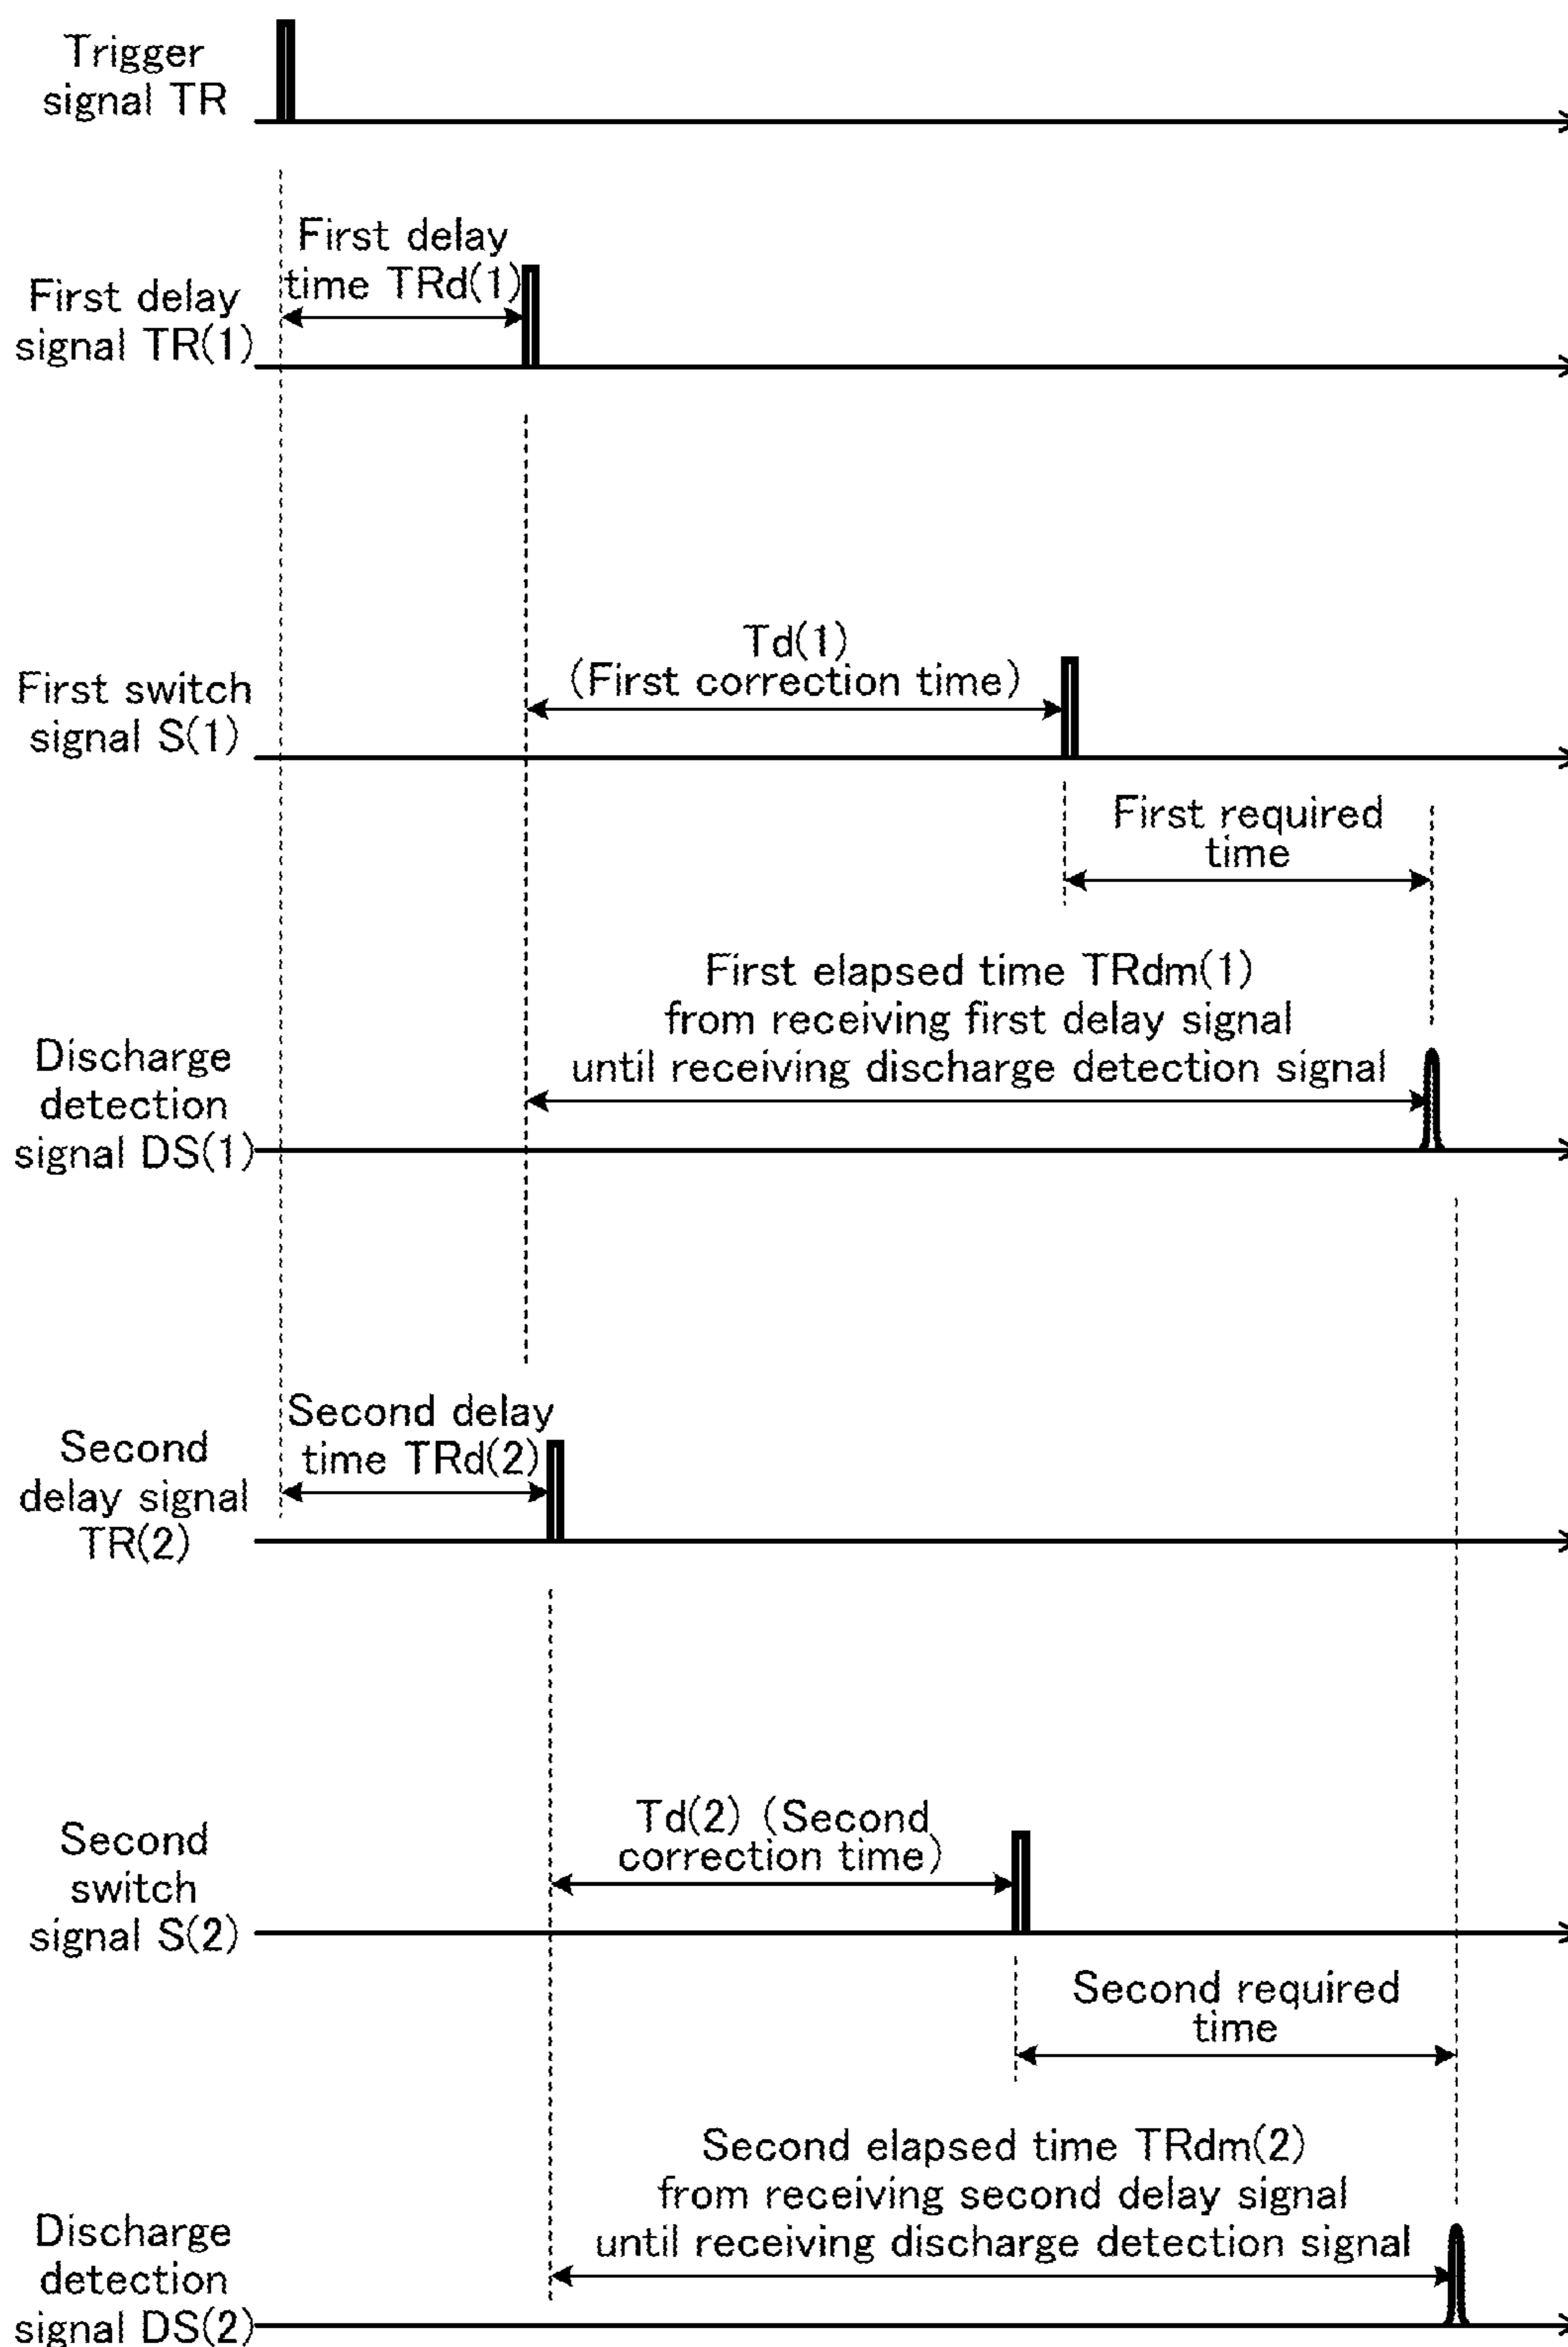 Trigger
signal TR
First delay
time TRd(1)
First delay
signal TR(1)
Td(1)
(First correction time)
First switch
signal S(1)
First required
time
First elapsed time TRdm(1)
from receiving first delay signal
until receiving discharge detection signal
Discharge
detection
signal DS(1)
Second delay
time TRd(2)
Second
delay signal
TR(2)
Td(2) (Second
correction time)
Second
switch
signal S(2)
Second required
time
Second elapsed time TRdm(2)
from receiving second delay signal
until receiving discharge detection signal
Discharge
detection
signal DS(2)